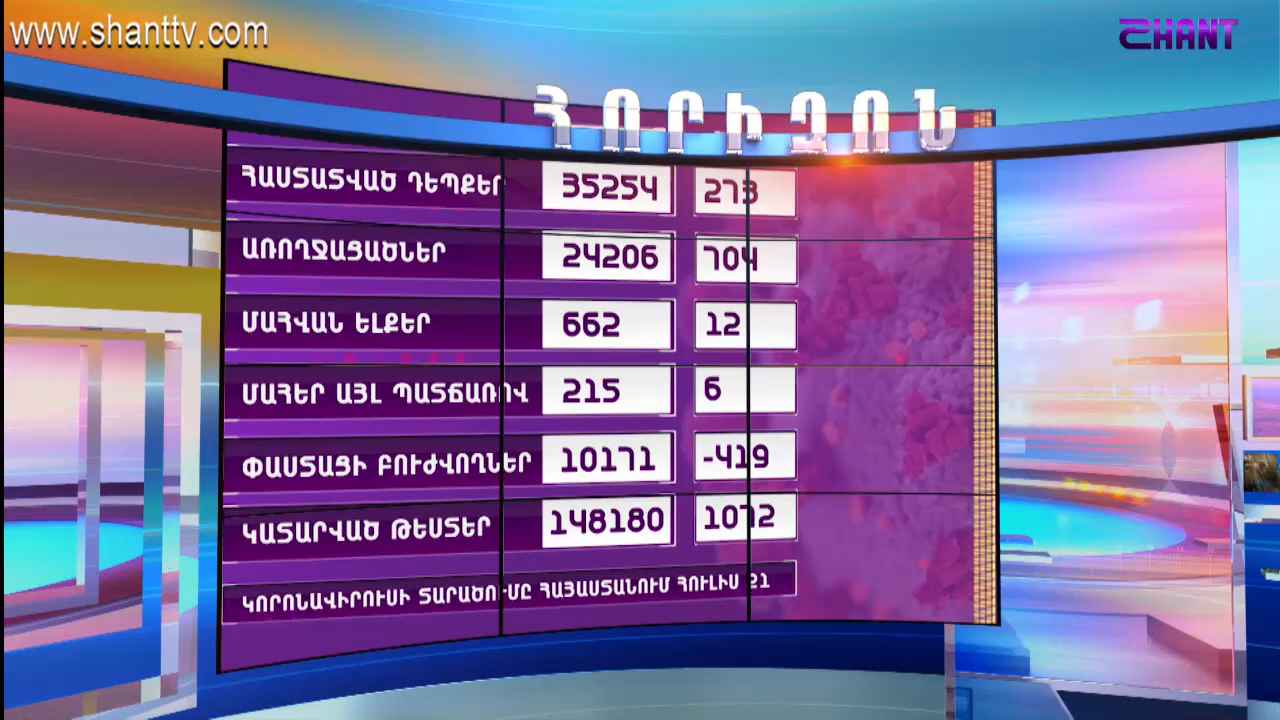 www.shanttv.com
SHANT
ՀՈՐԻԶՈՆ
ՀԱՍՏԱՏՎԱԾ ԴԵՊՔԵՐ 35254 273
ԱՌՈՂՋԱՑԱԾՆԵՐ 24206 704
ՄԱՀՎԱՆ ԵԼՔԵՐ 662 12
ՄԱՀԵՐ ԱՅԼ ՊԱՏՃԱՌՈՎ 215 6
ՓԱՍՏԱՑԻ ԲՈՒԺՎՈՂՆԵՐ 10171 -419
ԿԱՏԱՐՎԱԾ ԹԵՍՏԵՐ 148180 1072
ԿՈՐՈՆԱՎԻՐՈՒՍԻ ՏԱՐԱԾՈՒՄԸ ՀԱՅԱՍՏԱՆՈՒՄ ՀՈՒԼԻՍ 21